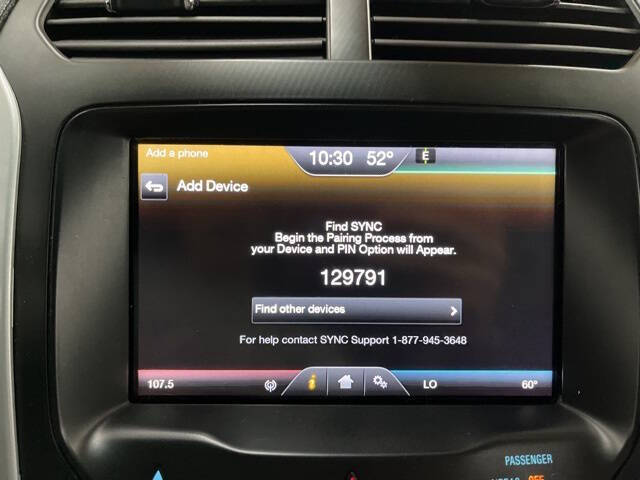 Add a phone
10:30 52° E
Add Device
Find SYNC
Begin the Pairing Process from
your Device and PIN Option will Appear.
129791
Find other devices
For help contact SYNC Support 1-877-945-3648
107.5 i LO 60°
PASSENGER
OFF